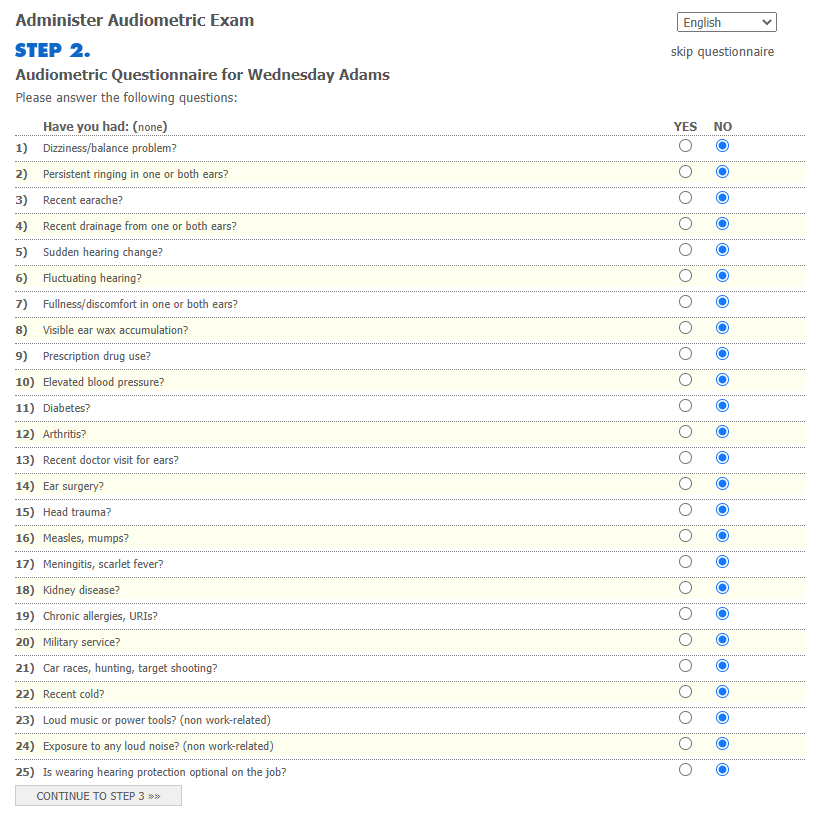 Administer Audiometric Exam
English
STEP 2.
skip questionnaire
Audiometric Questionnaire for Wednesday Adams
Please answer the following questions:
Have you had: (none) YES NO
1) Dizziness/balance problem?
2) Persistent ringing in one or both ears?
3) Recent earache?
4) Recent drainage from one or both ears?
5) Sudden hearing change?
6) Fluctuating hearing?
7) Fullness/discomfort in one or both ears?
8) Visible ear wax accumulation?
9) Prescription drug use?
10) Elevated blood pressure?
11) Diabetes?
12) Arthritis?
13) Recent doctor visit for ears?
14) Ear surgery?
15) Head trauma?
16) Measles, mumps?
17) Meningitis, scarlet fever?
18) Kidney disease?
19) Chronic allergies, URIs?
20) Military service?
21) Car races, hunting, target shooting?
22) Recent cold?
23) Loud music or power tools? (non work-related)
24) Exposure to any loud noise? (non work-related)
25) Is wearing hearing protection optional on the job?
CONTINUE TO STEP 3 »»